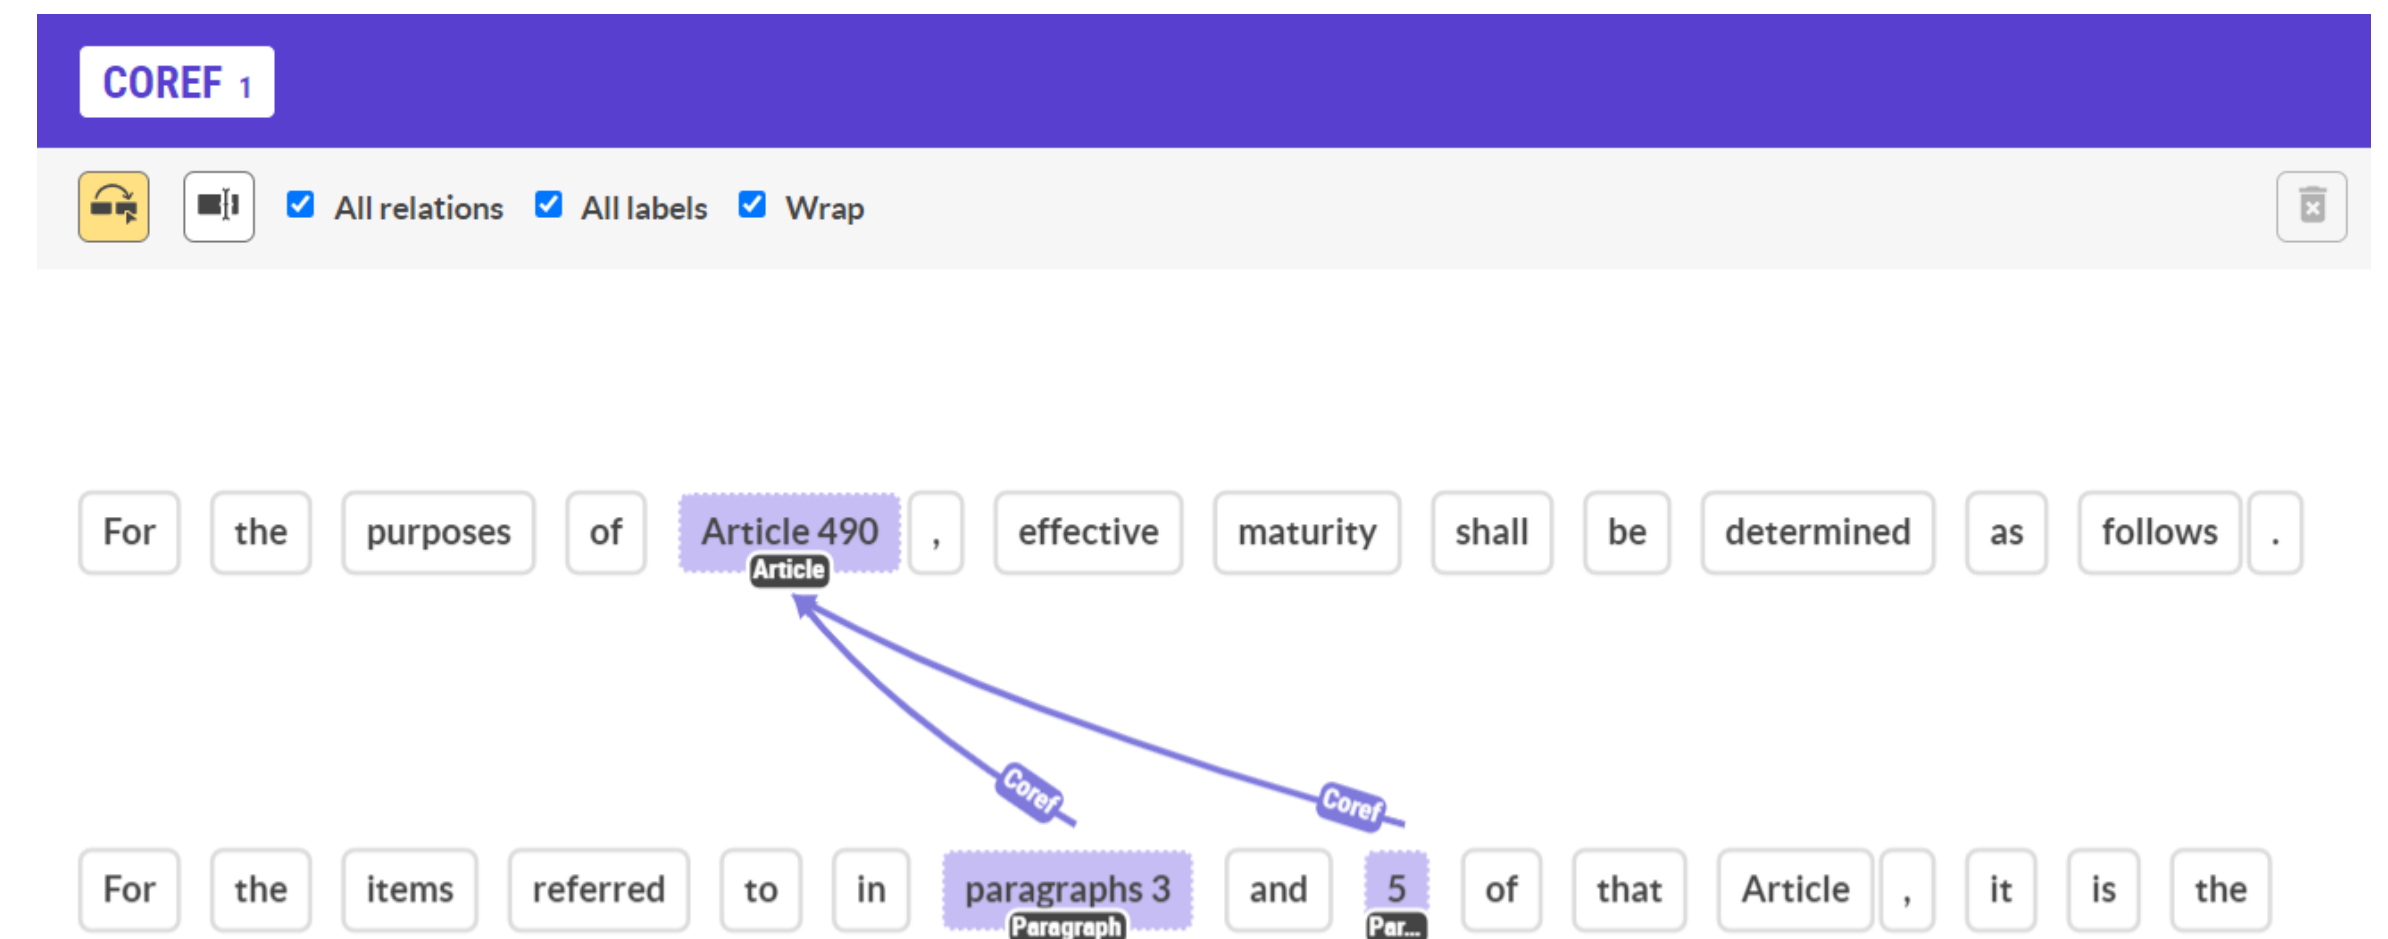 COREF 1
All relations All labels Wrap
For the purposes of Article 490 , effective maturity shall be determined as follows .
Article
Coref
Coref
For the items referred to in paragraphs 3 and 5 of that Article , it is the
Paragraph Par...